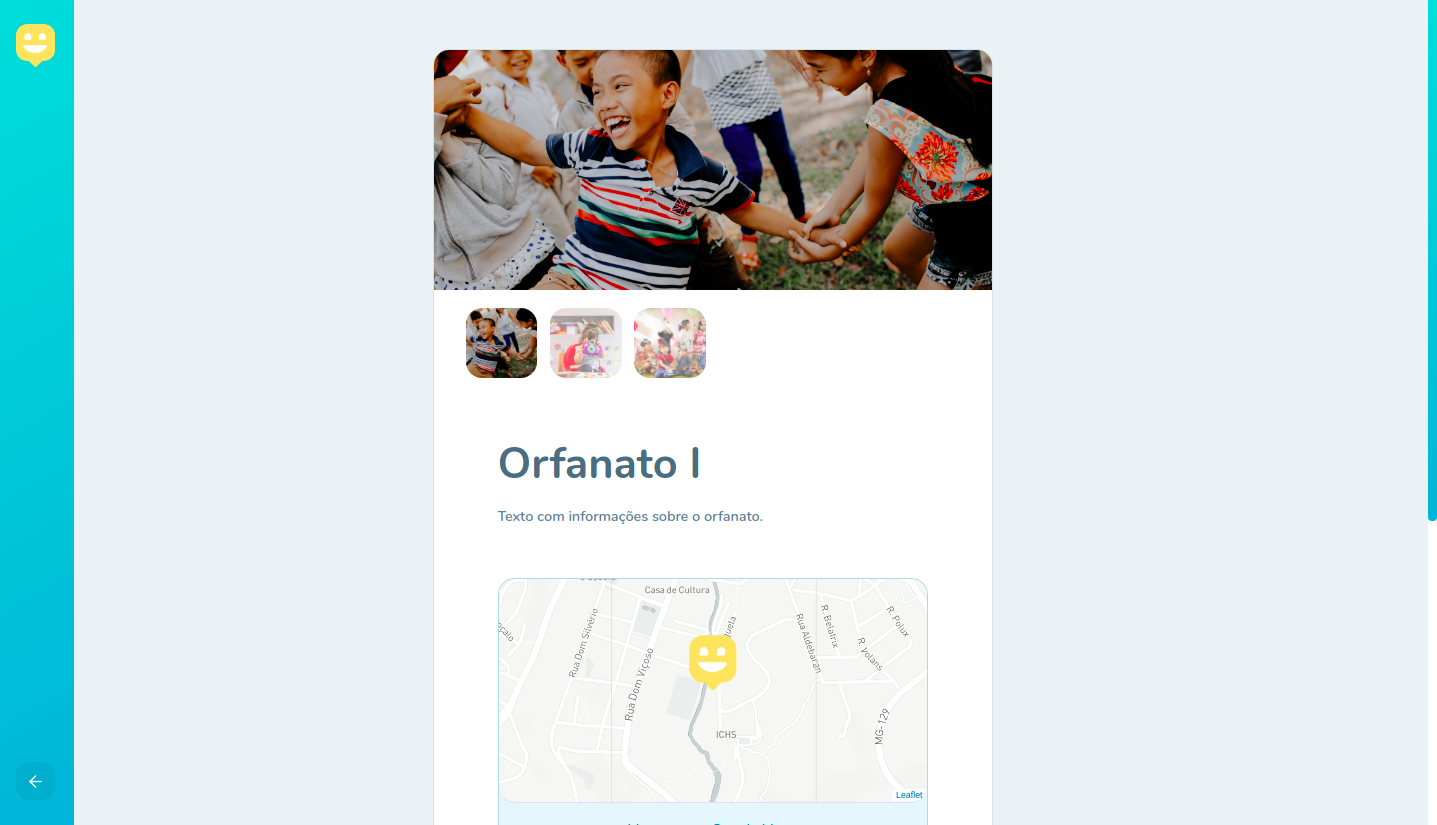 Orfanato I
Texto com informações sobre o orfanato.
Casa de Cultura
Rua Dom Silvério
Rua Dom Viçoso
Rua Aldebaran
R. Belatrix
R. Volans
R. Polux
ICHS
MG-129
Leaflet